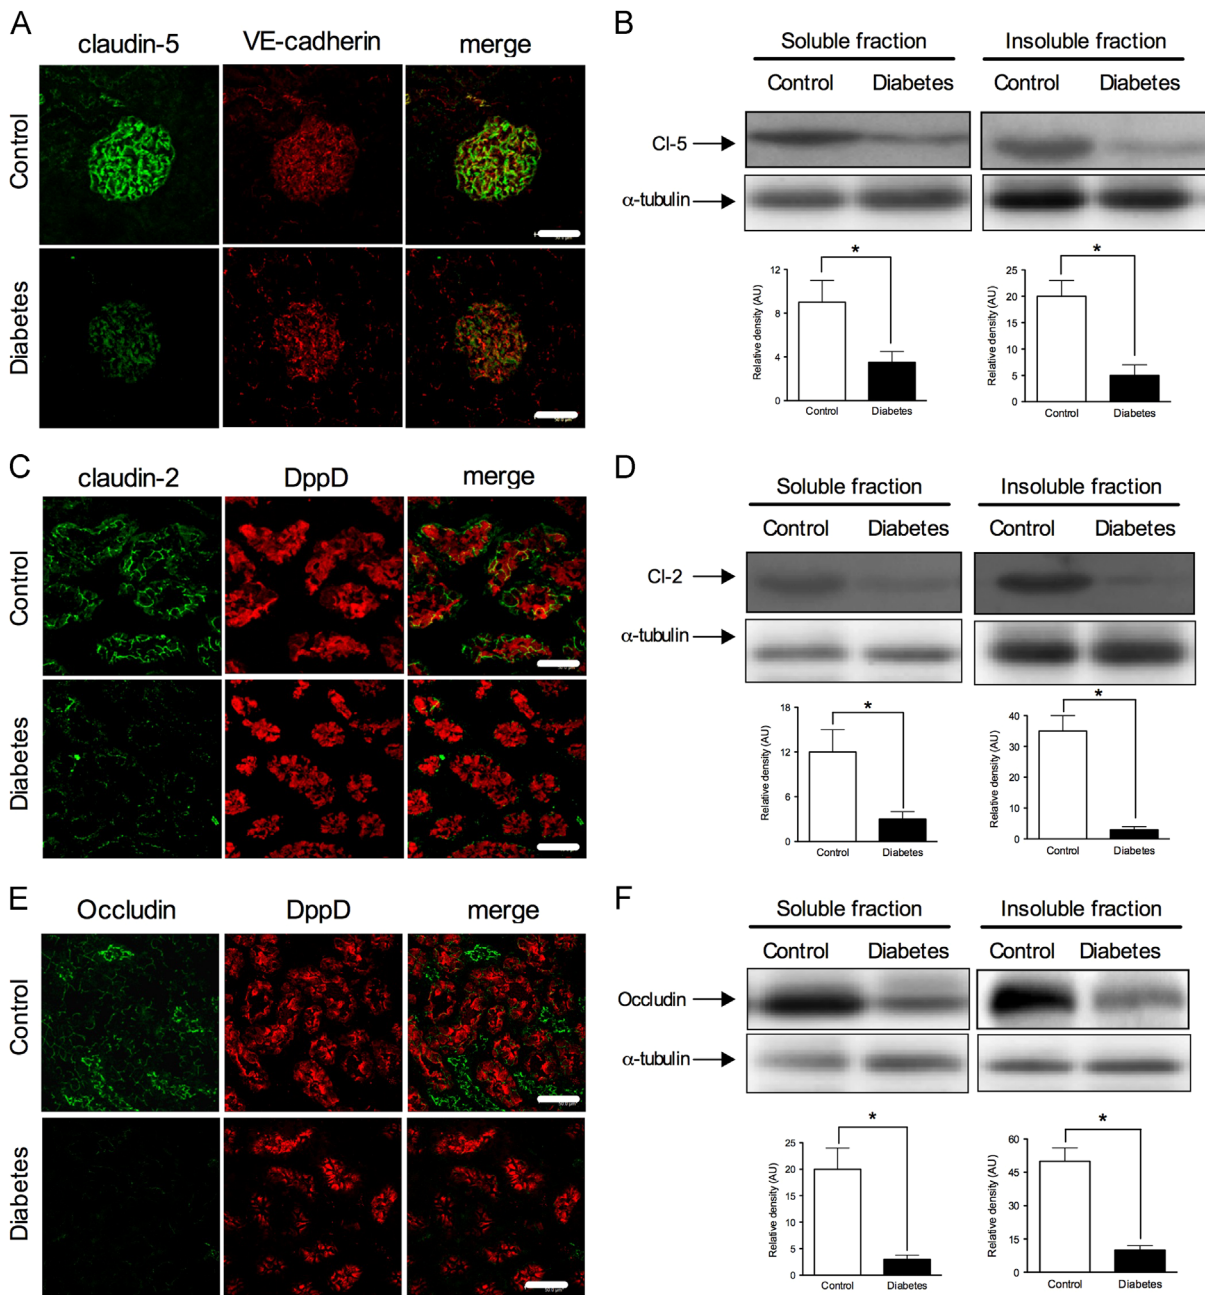 A
claudin-5 VE-cadherin merge
Control
Diabetes
B
Soluble fraction Insoluble fraction
Control Diabetes Control Diabetes
Cl-5
α-tubulin
Relative density (AU)
12
8
4
0
*
Control Diabetes
Relative density (AU)
25
20
15
10
5
0
*
Control Diabetes
C
claudin-2 DppD merge
Control
Diabetes
D
Soluble fraction Insoluble fraction
Control Diabetes Control Diabetes
Cl-2
α-tubulin
Relative density (AU)
18
12
6
0
*
Control Diabetes
Relative density (AU)
40
30
20
10
0
*
Control Diabetes
E
Occludin DppD merge
Control
Diabetes
F
Soluble fraction Insoluble fraction
Control Diabetes Control Diabetes
Occludin
α-tubulin
Relative density (AU)
25
20
15
10
5
0
*
Control Diabetes
Relative density (AU)
60
45
30
15
0
*
Control Diabetes